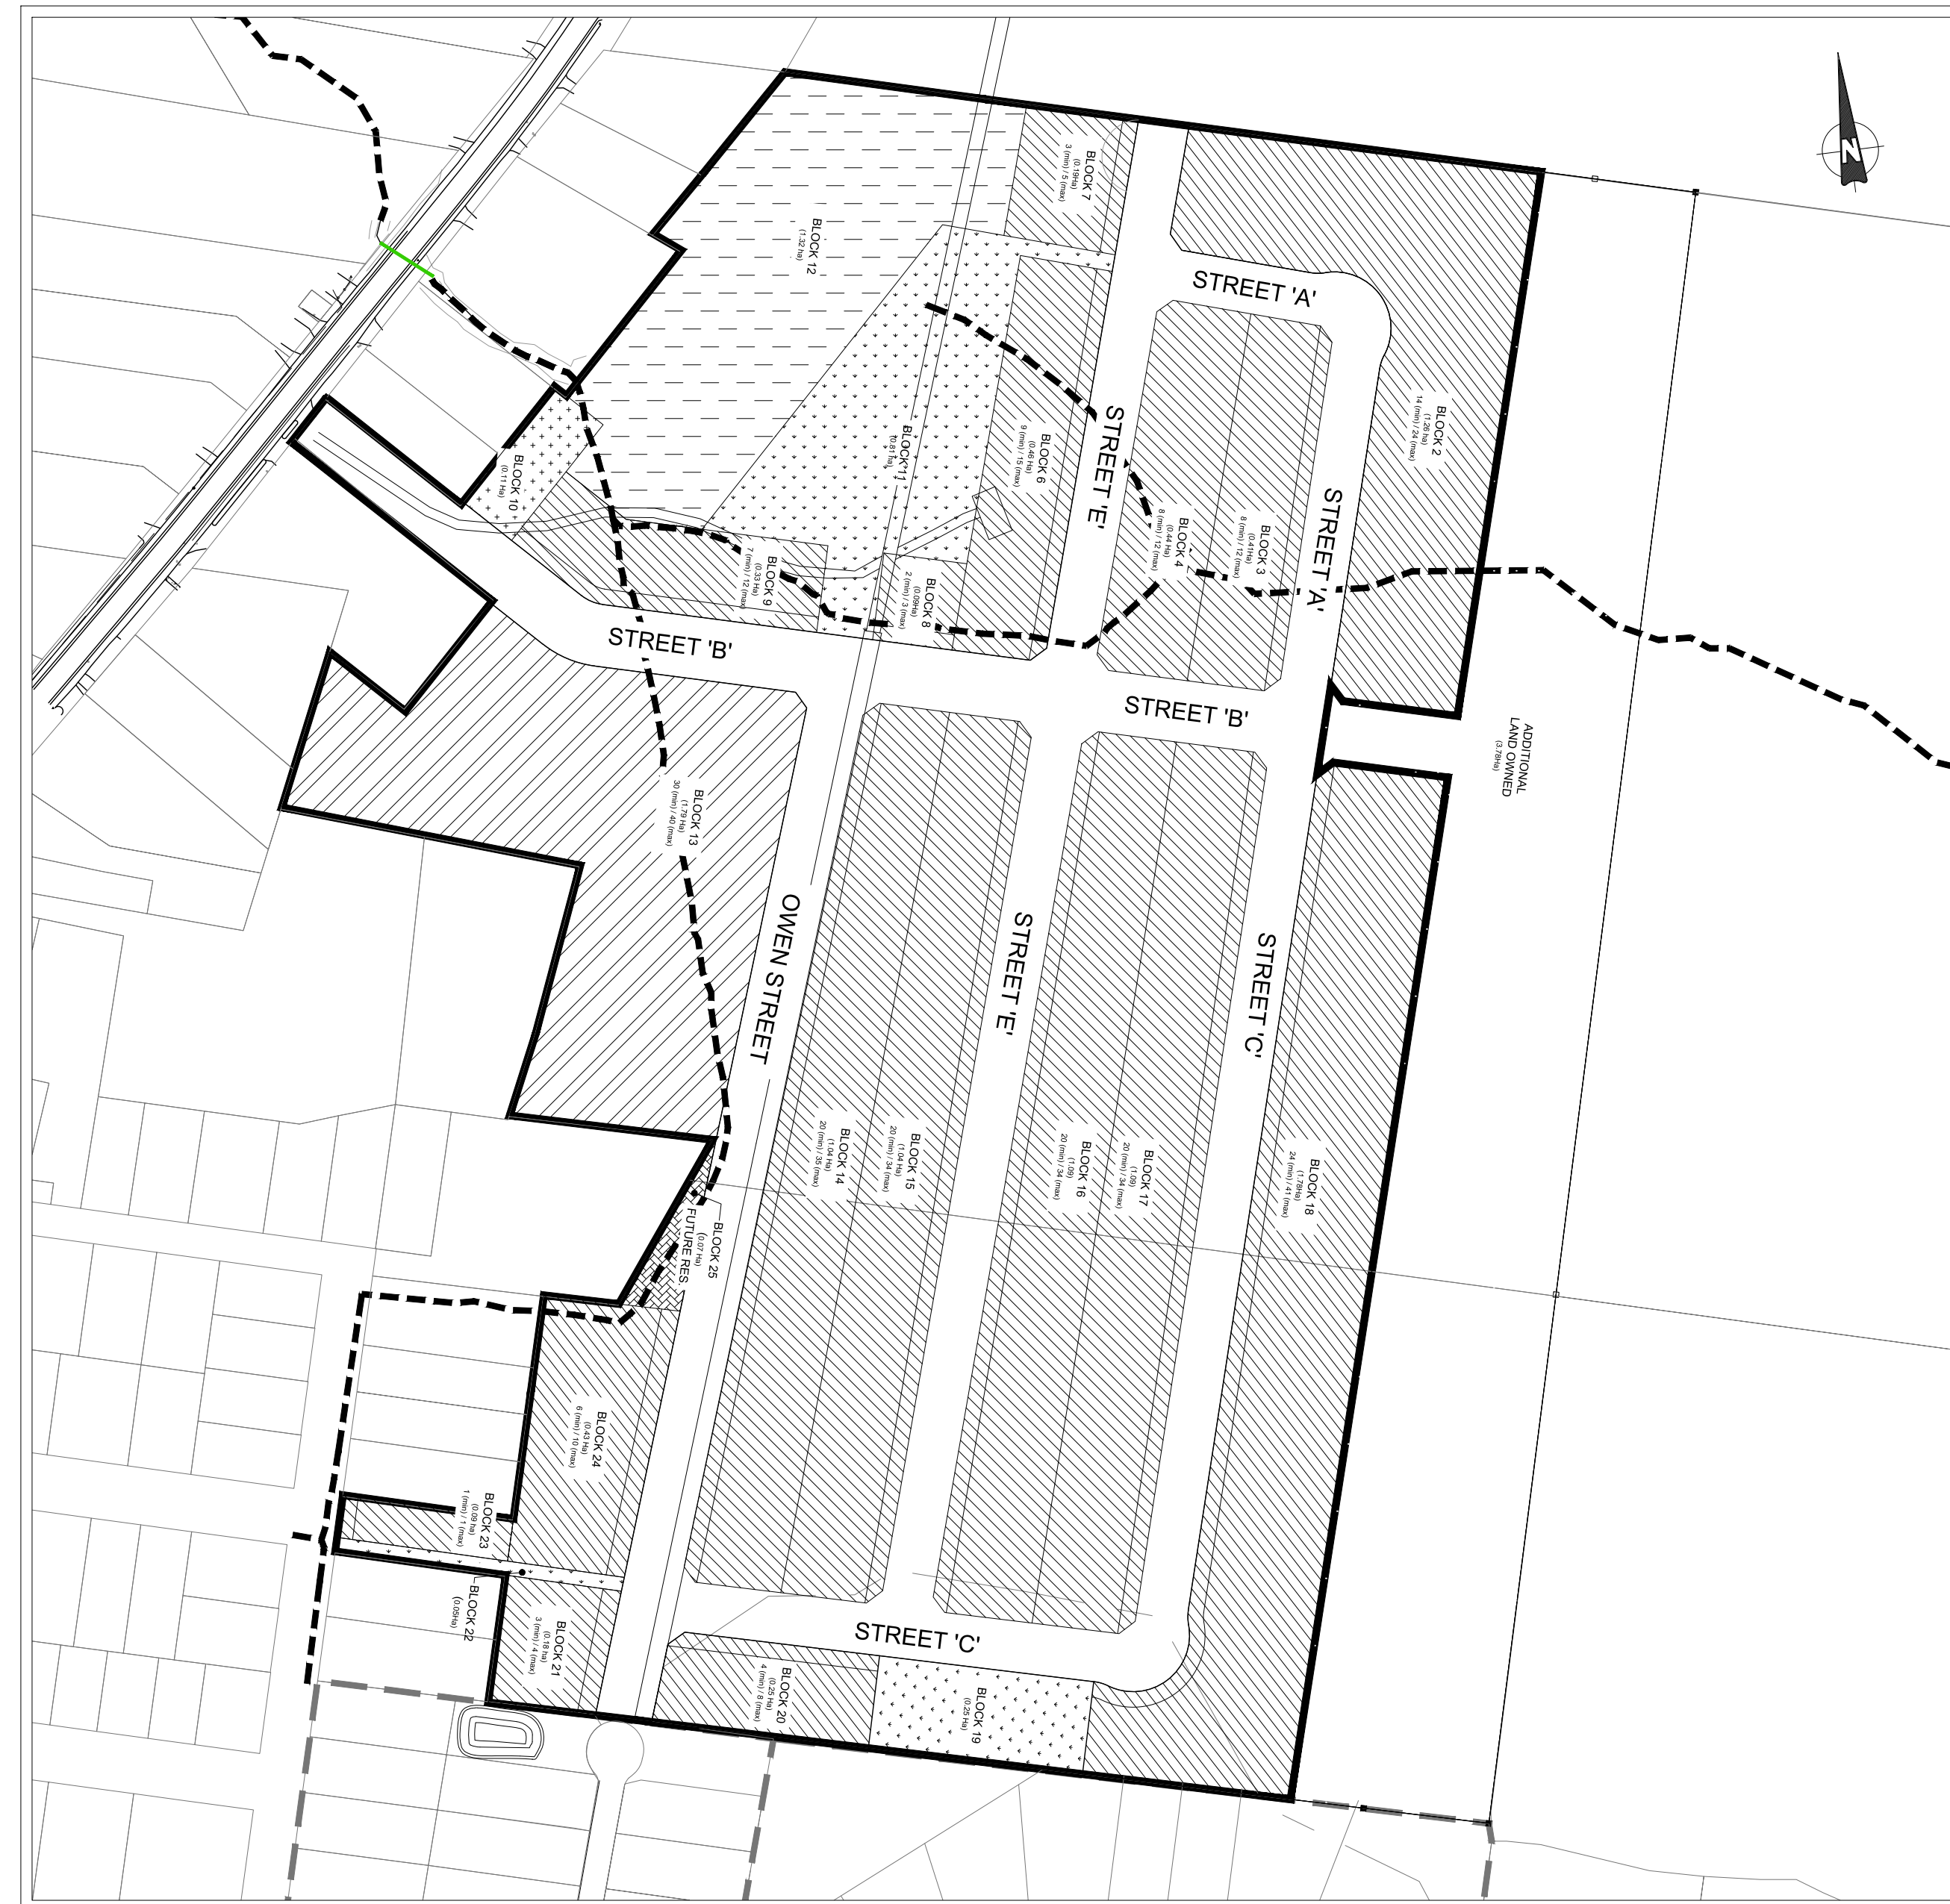 N
BLOCK 7
(0.19Ha)
3 (min) / 5 (max)
BLOCK 12
(1.32 ha)
STREET 'A'
BLOCK 2
(1.26 ha)
14 (min) / 24 (max)
BLOCK 6
(0.46 Ha)
9 (min) / 15 (max)
STREET 'E'
BLOCK 11
(0.81 ha)
BLOCK 10
(0.11 Ha)
BLOCK 4
(0.44 Ha)
8 (min) / 12 (max)
BLOCK 3
(0.41Ha)
8 (min) / 12 (max)
STREET 'A'
BLOCK 9
(0.33 Ha)
7 (min) / 12 (max)
BLOCK 8
(0.09Ha)
2 (min) / 3 (max)
STREET 'B'
STREET 'B'
ADDITIONAL
LAND OWNED
(3.78Ha)
BLOCK 13
(1.79 Ha)
30 (min) / 40 (max)
OWEN STREET
STREET 'E'
STREET 'C'
BLOCK 14
(1.04 Ha)
20 (min) / 35 (max)
BLOCK 15
(1.04 Ha)
20 (min) / 34 (max)
BLOCK 16
(1.09)
20 (min) / 34 (max)
BLOCK 17
(1.09)
20 (min) / 34 (max)
BLOCK 18
(1.78Ha)
24 (min) / 41 (max)
BLOCK 25
(0.07 Ha)
FUTURE RES.
BLOCK 24
(0.43 Ha)
6 (min) / 10 (max)
BLOCK 23
(0.09 ha)
1 (min) / 1 (max)
BLOCK 22
(0.05Ha)
BLOCK 21
(0.18 ha)
3 (min) / 4 (max)
STREET 'C'
BLOCK 20
(0.25 Ha)
4 (min) / 8 (max)
BLOCK 19
(0.25 Ha)